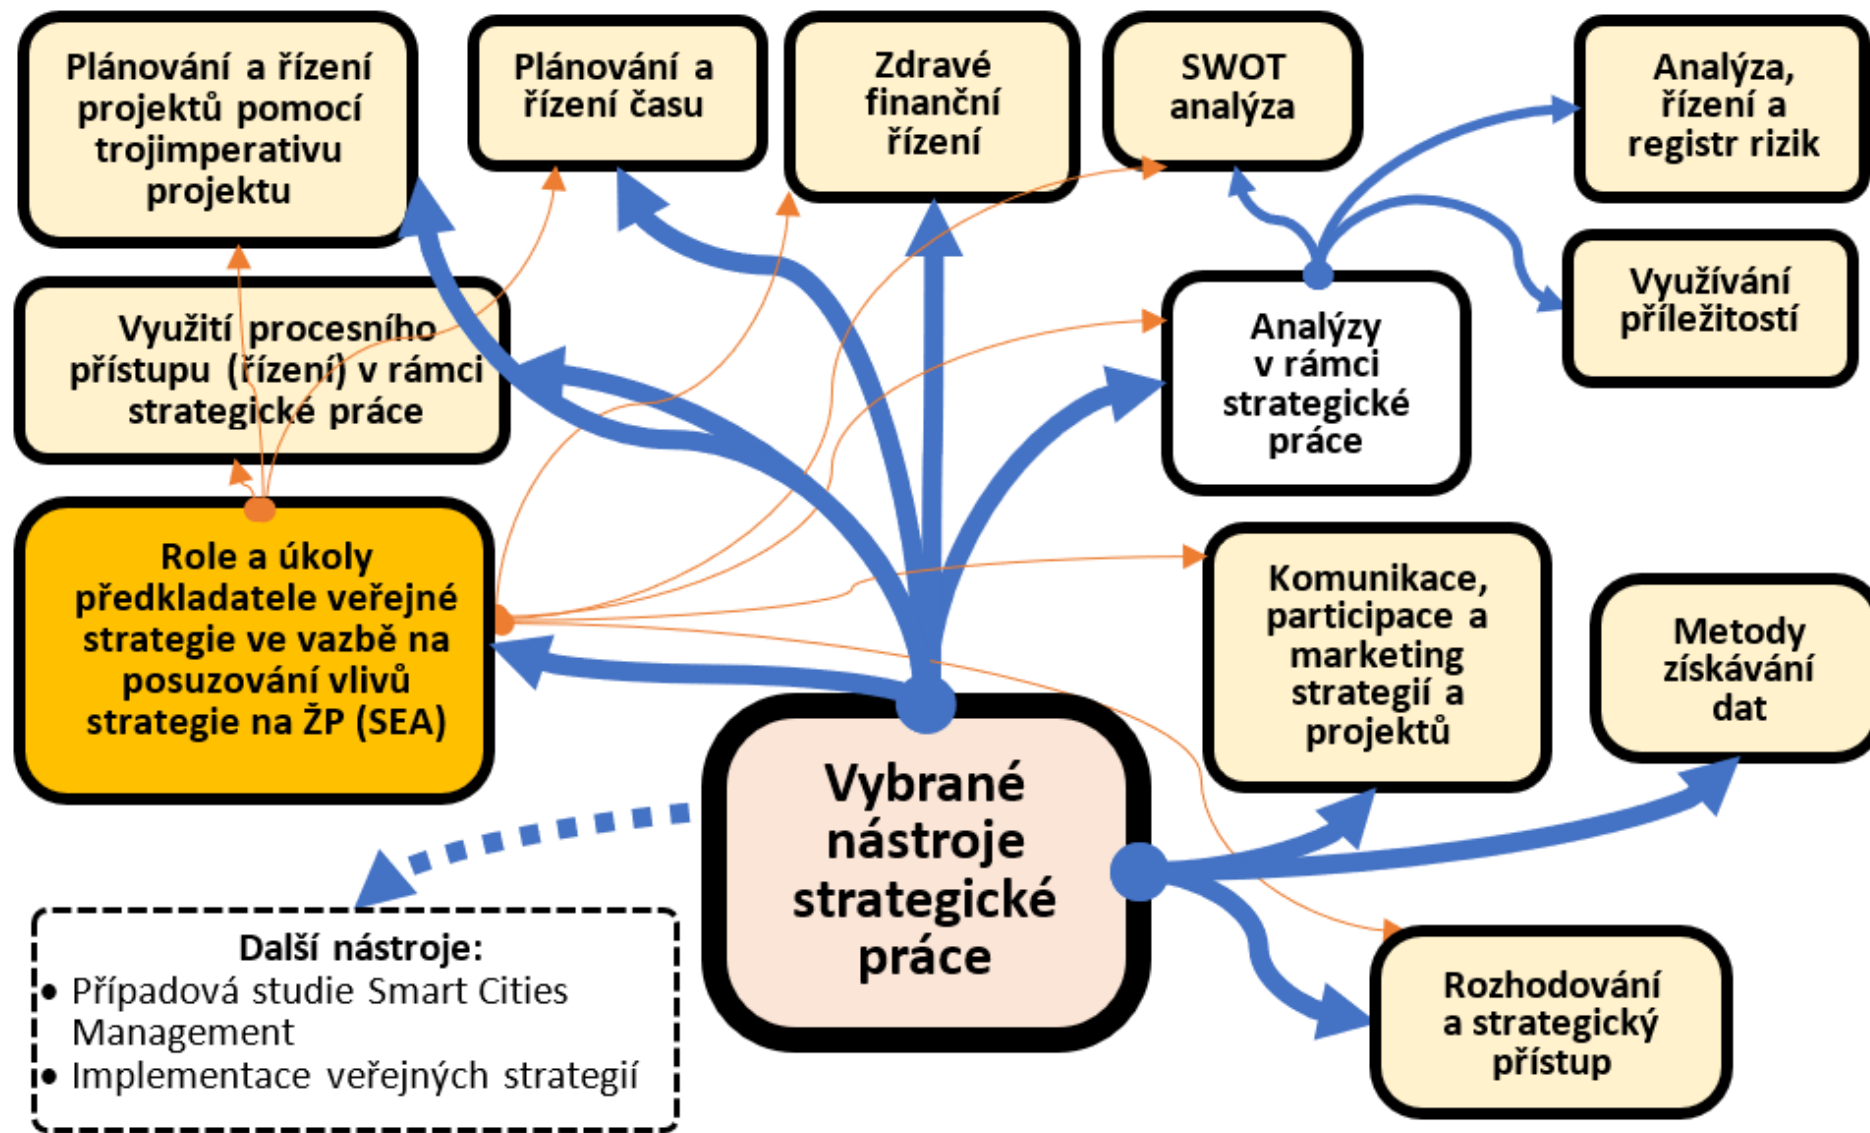 Plánování a řízení
projektů pomocí
trojimperativu
projektu
Plánování a
řízení času
Zdravé
finanční
řízení
SWOT
analýza
Analýza,
řízení a
registr rizik
Využití procesního
přístupu (řízení) v rámci
strategické práce
Využívání
příležitostí
Analýzy
v rámci
strategické
práce
Role a úkoly
předkladatele veřejné
strategie ve vazbě na
posuzování vlivů
strategie na ŽP (SEA)
Komunikace,
participace a
marketing
strategií a
projektů
Metody
získávání
dat
Vybrané
nástroje
strategické
práce
Další nástroje:
• Případová studie Smart Cities
Management
• Implementace veřejných strategií
Rozhodování
a strategický
přístup